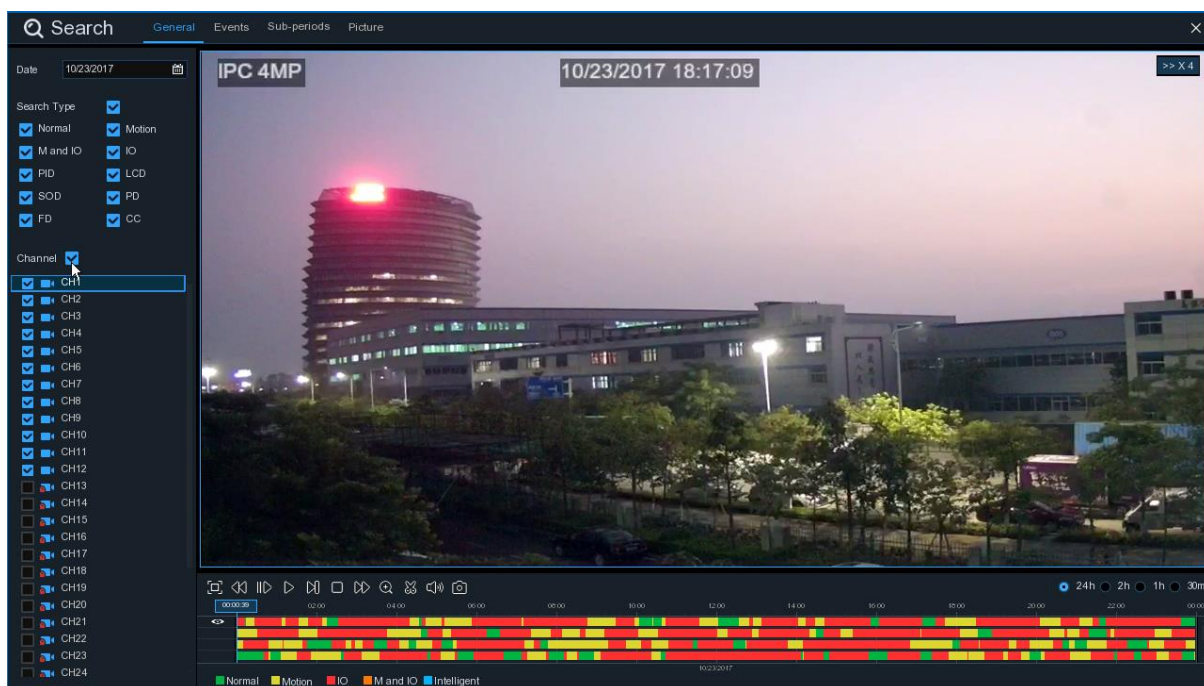 Search
General
Events
Sub-periods
Picture
Date
10/23/2017
Search Type
Normal
Motion
M and IO
IO
PID
LCD
SOD
PD
FD
CC
Channel
CH1
CH2
CH3
CH4
CH5
CH6
CH7
CH8
CH9
CH10
CH11
CH12
CH13
CH14
CH15
CH16
CH17
CH18
CH19
CH20
CH21
CH22
CH23
CH24
IPC 4MP
10/23/2017 18:17:09
>> X 4
24h
2h
1h
30m
00:00:39
02:00
04:00
06:00
08:00
10:00
12:00
14:00
16:00
18:00
20:00
22:00
00:00
10/23/2017
Normal
Motion
IO
M and IO
Intelligent